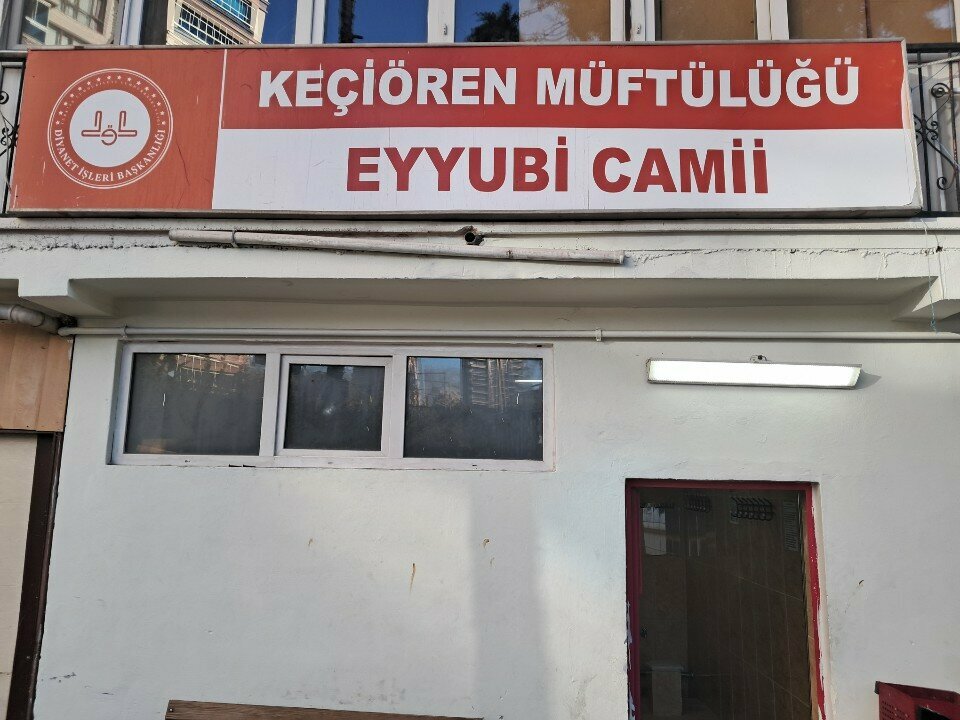 KEÇİÖREN MÜFTÜLÜĞÜ
EYYUBİ CAMİİ
DİYANET İŞLERİ BAŞKANLIĞI